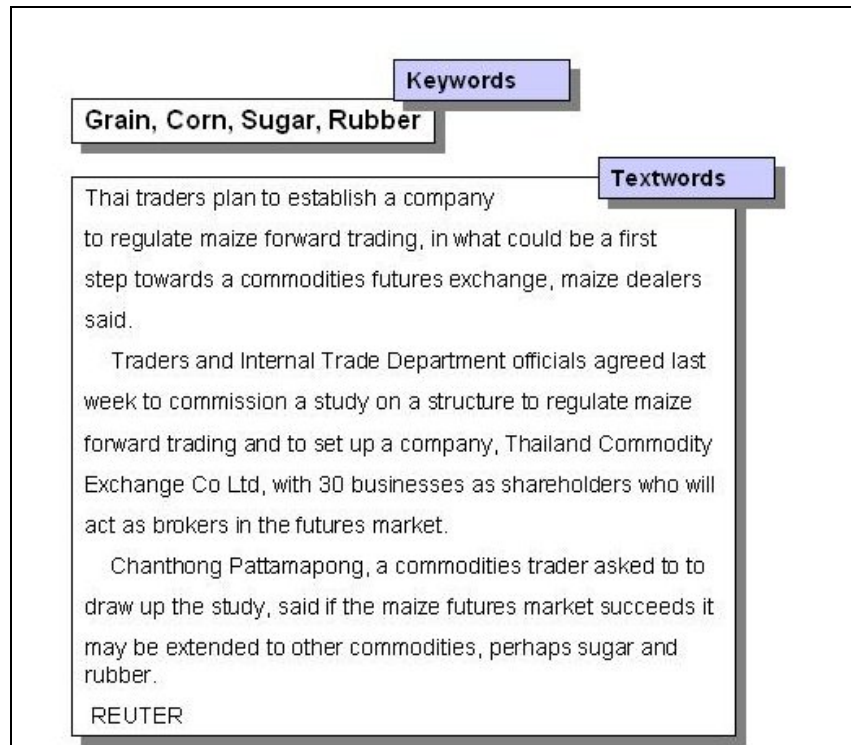 Keywords
Grain, Corn, Sugar, Rubber
Textwords
Thai traders plan to establish a company
to regulate maize forward trading, in what could be a first
step towards a commodities futures exchange, maize dealers
said.
Traders and Internal Trade Department officials agreed last
week to commission a study on a structure to regulate maize
forward trading and to set up a company, Thailand Commodity
Exchange Co Ltd, with 30 businesses as shareholders who will
act as brokers in the futures market.
Chanthong Pattamapong, a commodities trader asked to to
draw up the study, said if the maize futures market succeeds it
may be extended to other commodities, perhaps sugar and
rubber.
REUTER